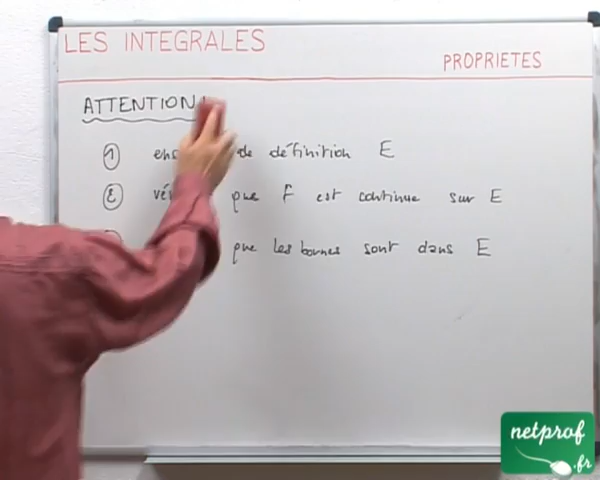 LES INTEGRALES
PROPRIETES
ATTENTION !
① de définition E
② que f est continue sur E
que les bornes sont dans E
netprof
.fr